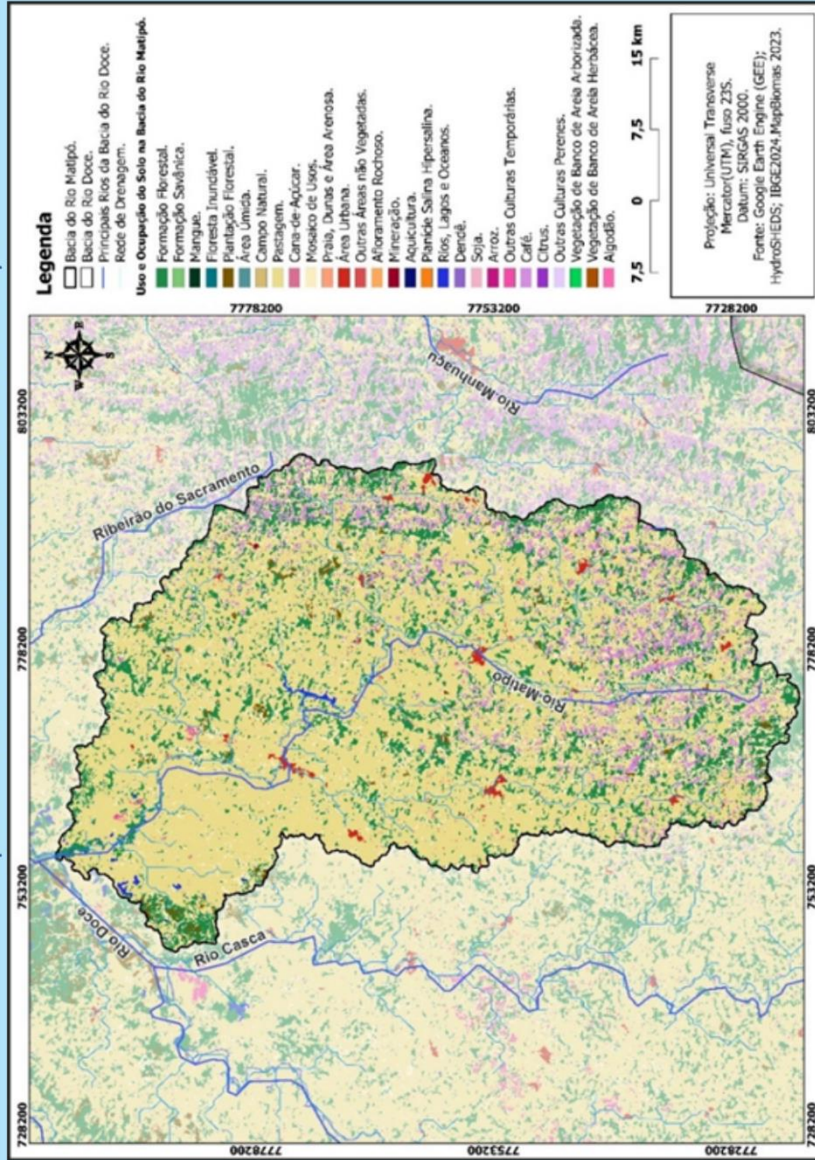 728200
753200
778200
803200
7778200
7753200
7728200
7778200
7753200
7728200
728200
753200
778200
803200
N
W
E
S
Rio Doce
Rio Casca
Ribeirão do Sacramento
Rio Matipó
Rio Manhuaçu
Legenda
Bacia do Rio Matipó.
Bacia do Rio Doce.
Principais Rios da Bacia do Rio Doce.
Rede de Drenagem.
Uso e Ocupação do Solo na Bacia do Rio Matipó.
Formação Florestal.
Formação Savânica.
Mangue.
Floresta Inundável.
Plantação Florestal.
Área Úmida.
Campo Natural.
Pastagem.
Cana-de-Açúcar.
Mosaico de Usos.
Praia, Dunas e Área Arenosa.
Área Urbana.
Outras Áreas não Vegetadas.
Afloramento Rochoso.
Mineração.
Aquicultura.
Planície Salina Hipersalina.
Rios, Lagos e Oceanos.
Dendê.
Soja.
Arroz.
Outras Culturas Temporárias.
Café.
Citrus.
Outras Culturas Perenes.
Vegetação de Banco de Areia Arborizada.
Vegetação de Banco de Areia Herbácea.
Algodão.
7,5 0 7,5 15 km
Projeção: Universal Transverse
Mercator(UTM), fuso 23S.
Datum: SIRGAS 2000.
Fonte: Google Earth Engine (GEE);
HydroSHEDS; IBGE2024.MapBiomas 2023.